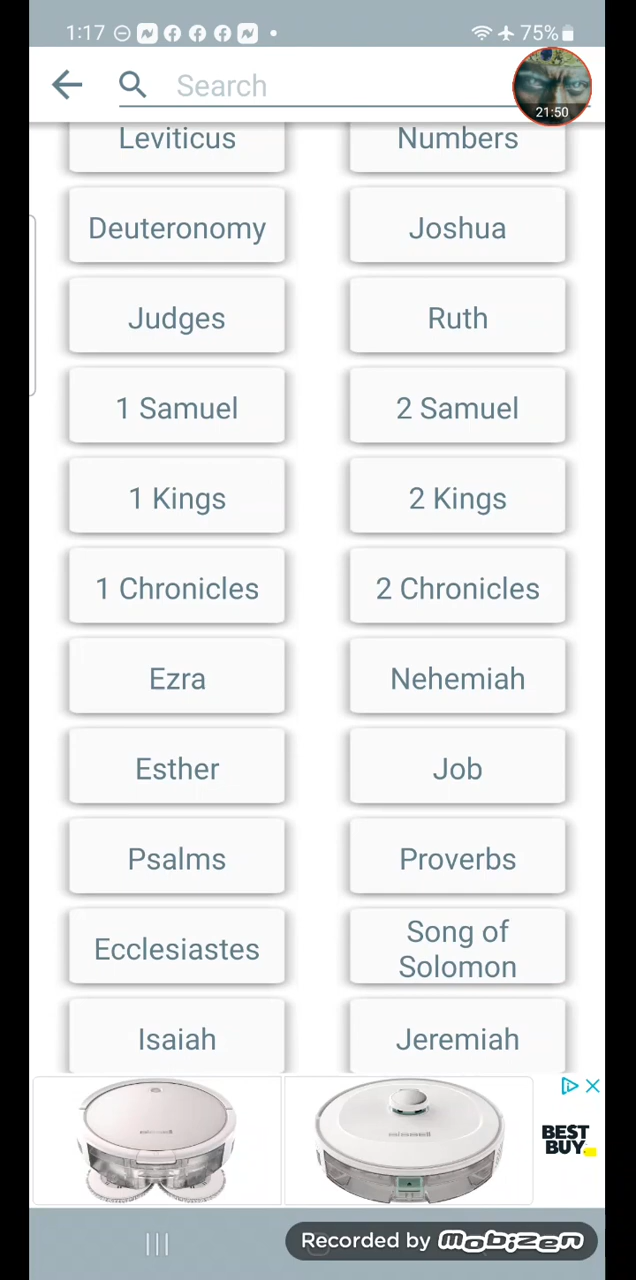 1:17
75%
Search
21:50
Leviticus
Numbers
Deuteronomy
Joshua
Judges
Ruth
1 Samuel
2 Samuel
1 Kings
2 Kings
1 Chronicles
2 Chronicles
Ezra
Nehemiah
Esther
Job
Psalms
Proverbs
Ecclesiastes
Song of
Solomon
Isaiah
Jeremiah
bissell
bissell
BEST
BUY
Recorded by mobizen